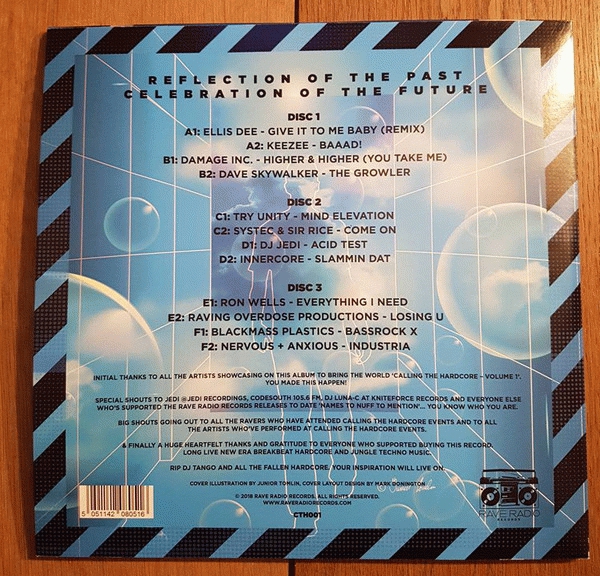 REFLECTION OF THE PAST
CELEBRATION OF THE FUTURE
DISC 1
A1: ELLIS DEE - GIVE IT TO ME BABY (REMIX)
A2: KEEZEE - BAAAD!
B1: DAMAGE INC. - HIGHER & HIGHER (YOU TAKE ME)
B2: DAVE SKYWALKER - THE GROWLER
DISC 2
C1: TRY UNITY - MIND ELEVATION
C2: SYSTEC & SIR RICE - COME ON
D1: DJ JEDI - ACID TEST
D2: INNERCORE - SLAMMIN DAT
DISC 3
E1: RON WELLS - EVERYTHING I NEED
E2: RAVING OVERDOSE PRODUCTIONS - LOSING U
F1: BLACKMASS PLASTICS - BASSROCK X
F2: NERVOUS + ANXIOUS - INDUSTRIA
INITIAL THANKS TO ALL THE ARTISTS SHOWCASING ON THIS ALBUM TO BRING THE WORLD 'CALLING THE HARDCORE - VOLUME 1'.
YOU MADE THIS HAPPEN!
SPECIAL SHOUTS TO JEDI @JEDI RECORDINGS, CODESOUTH 105.6 FM, DJ LUNA-C AT KNITEFORCE RECORDS AND EVERYONE ELSE
WHO'S SUPPORTED THE RAVE RADIO RECORDS RELEASES TO DATE 'NAMES TO NUFF TO MENTION'... YOU KNOW WHO YOU ARE.
BIG SHOUTS GOING OUT TO ALL THE RAVERS WHO HAVE ATTENDED CALLING THE HARDCORE EVENTS AND TO ALL
THE ARTISTS WHO'VE PERFORMED AT CALLING THE HARDCORE EVENTS.
& FINALLY A HUGE HEARTFELT THANKS AND GRATITUDE TO EVERYONE WHO SUPPORTED BUYING THIS RECORD.
LONG LIVE NEW ERA BREAKBEAT HARDCORE AND JUNGLE TECHNO MUSIC.
RIP DJ TANGO AND ALL THE FALLEN HARDCORE, YOUR INSPIRATION WILL LIVE ON.
COVER ILLUSTRATION BY JUNIOR TOMLIN, COVER LAYOUT DESIGN BY MARK DONINGTON
© 2018 RAVE RADIO RECORDS. ALL RIGHTS RESERVED.
WWW.RAVERADIORECORDS.COM
CTH001
5 051142 080516
RAVE RADIO
RECORDS